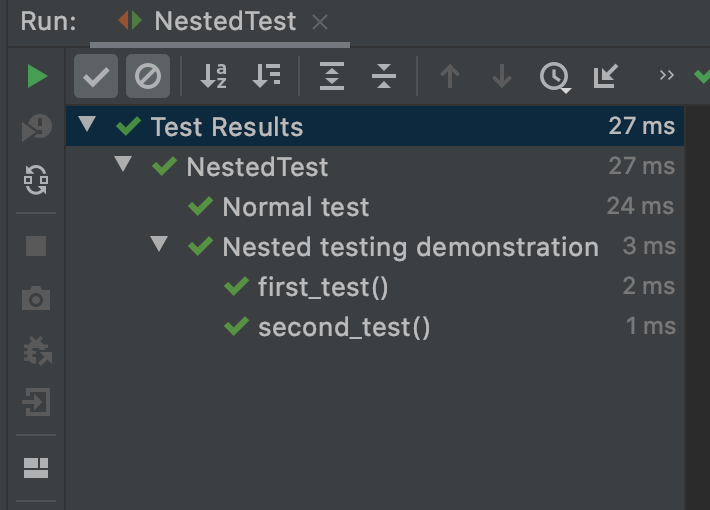 Run: NestedTest
Test Results 27 ms
NestedTest 27 ms
Normal test 24 ms
Nested testing demonstration 3 ms
first_test() 2 ms
second_test() 1 ms